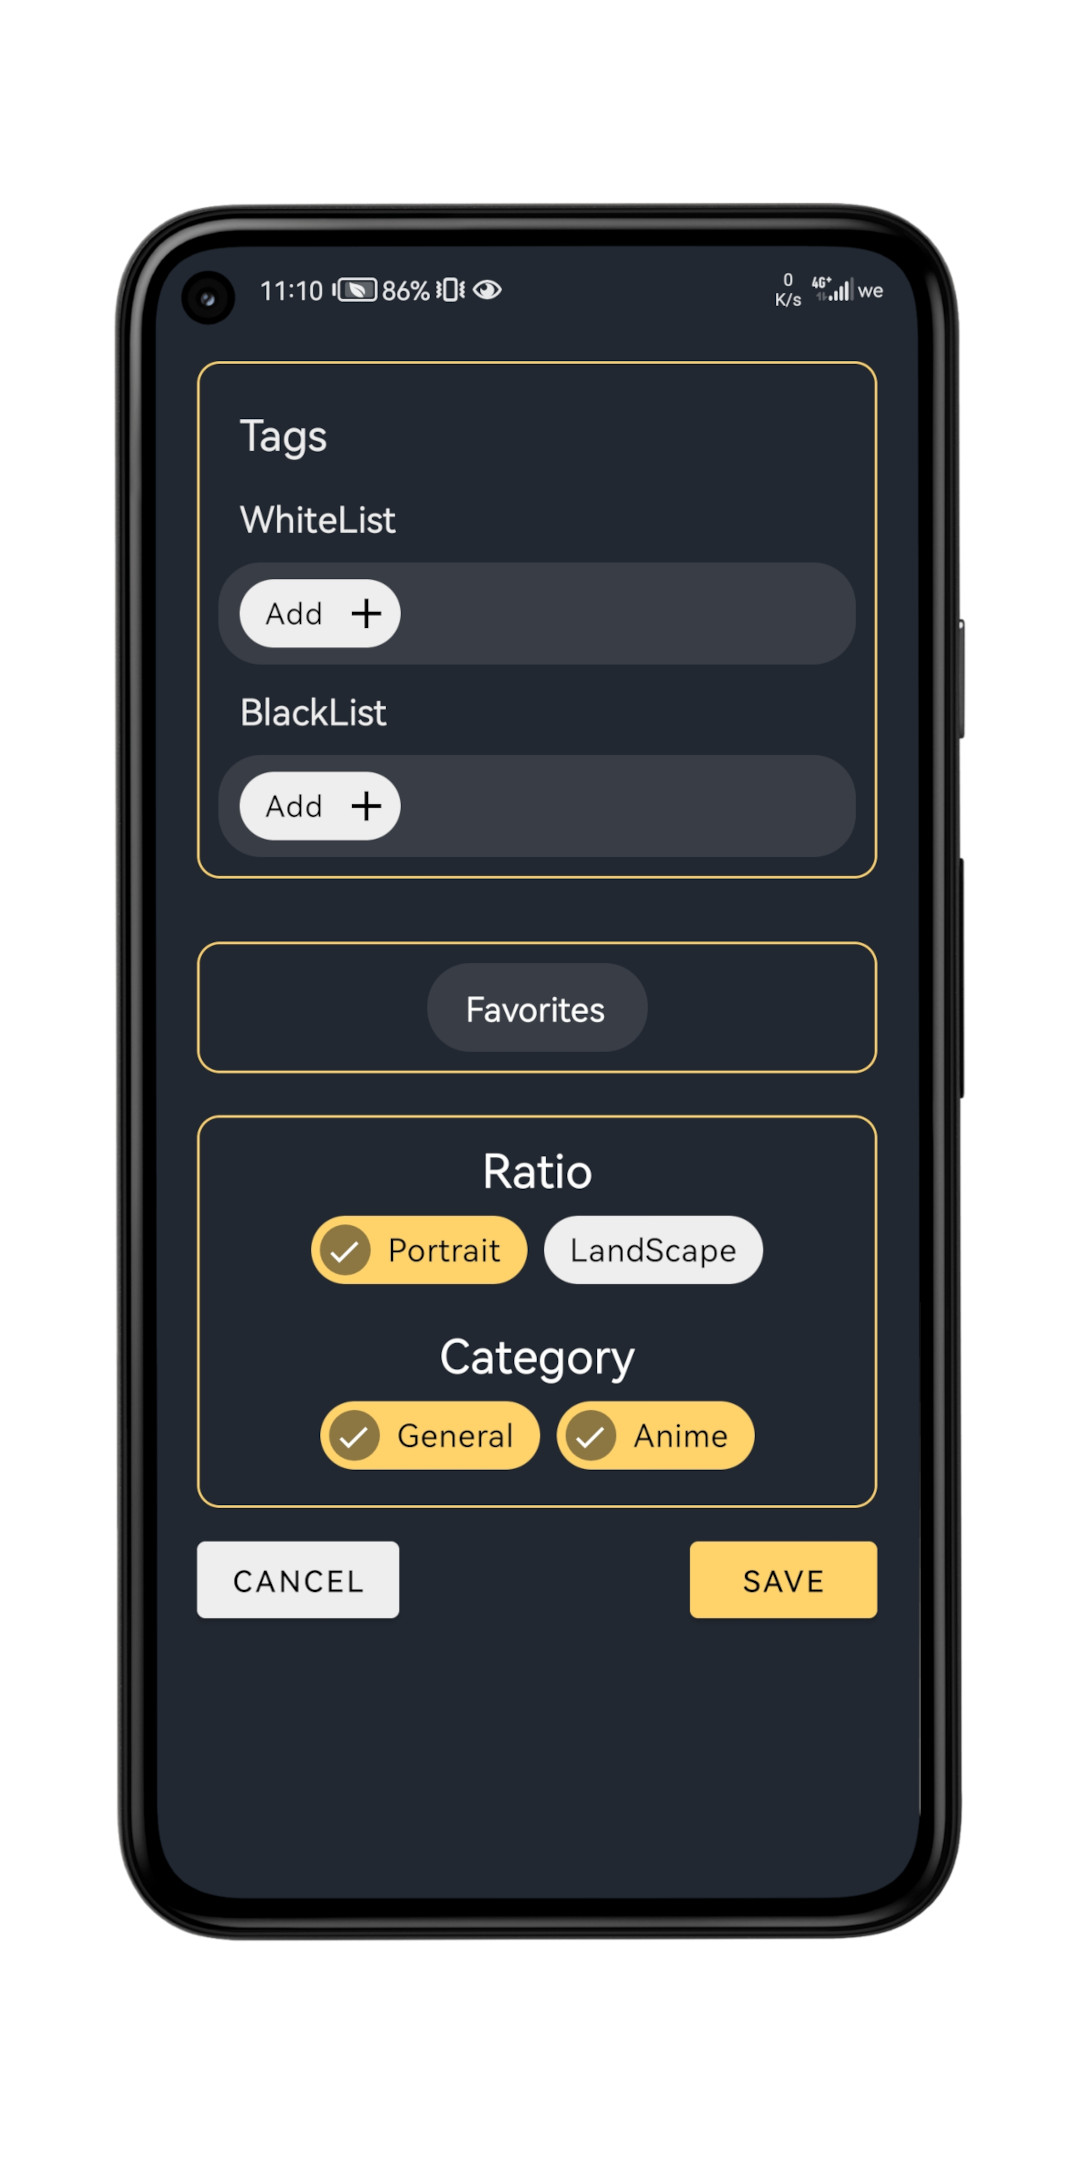 11:10 86% 0 K/s 4G+ we
Tags
WhiteList
Add +
BlackList
Add +
Favorites
Ratio
Portrait LandScape
Category
General Anime
CANCEL SAVE